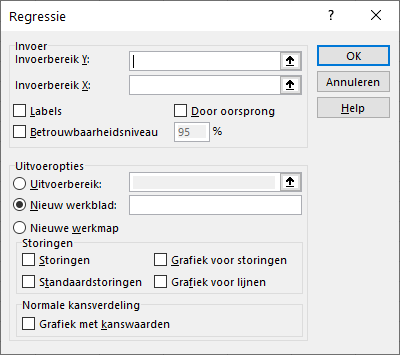 Regressie
? ×
Invoer
Invoerbereik Y:
OK
Invoerbereik X:
Annuleren
Labels
Door oorsprong
Help
Betrouwbaarheidsniveau 95 %
Uitvoeropties
Uitvoerbereik:
Nieuw werkblad:
Nieuwe werkmap
Storingen
Storingen
Grafiek voor storingen
Standaardstoringen
Grafiek voor lijnen
Normale kansverdeling
Grafiek met kanswaarden